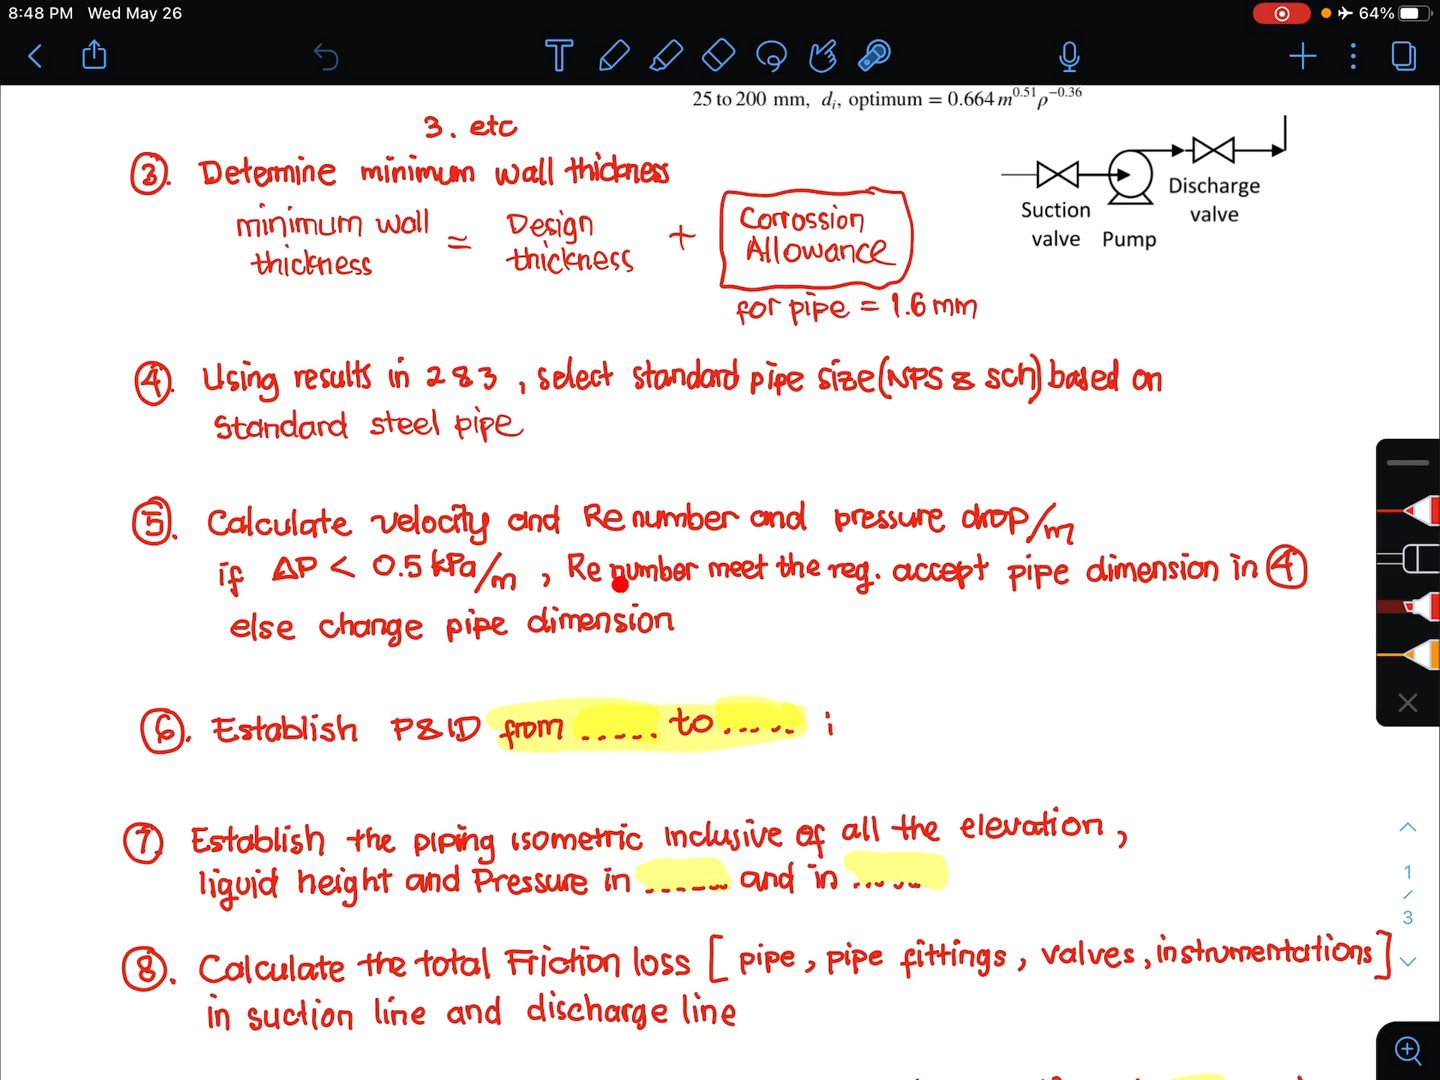 8:48 PM Wed May 26
64%
25 to 200 mm, di, optimum = 0.664 m^0.51 ρ^−0.36
3. etc
③. Determine minimum wall thickness
minimum wall thickness = Design thickness + Corrossion Allowance
for pipe = 1.6 mm
Suction valve
Pump
Discharge valve
④. Using results in 2 & 3, select standard pipe size (NPS & SCH) based on
standard steel pipe
⑤. Calculate velocity and Re number and pressure drop/m
if ΔP < 0.5 kPa/m, Re number meet the reg. accept pipe dimension in ④
else change pipe dimension
⑥. Establish P&ID from ..... to ..... ;
⑦ Establish the piping isometric inclusive of all the elevation,
liquid height and Pressure in ...... and in .....
⑧. Calculate the total Friction loss [pipe, pipe fittings, valves, instrumentations]
in suction line and discharge line
1
/
3